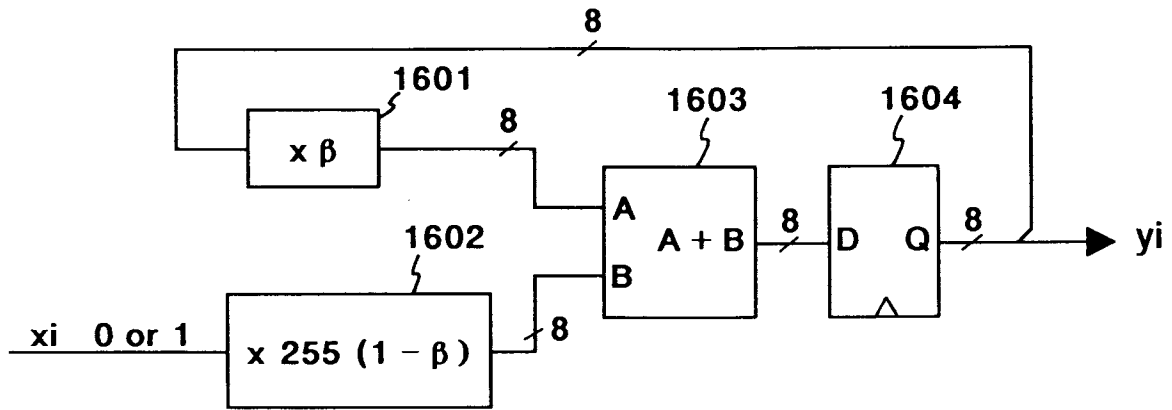 8
1601
x β
8
1603
1604
A
A + B
B
8
D
Q
8
yi
1602
xi 0 or 1
x 255 (1 - β)
8